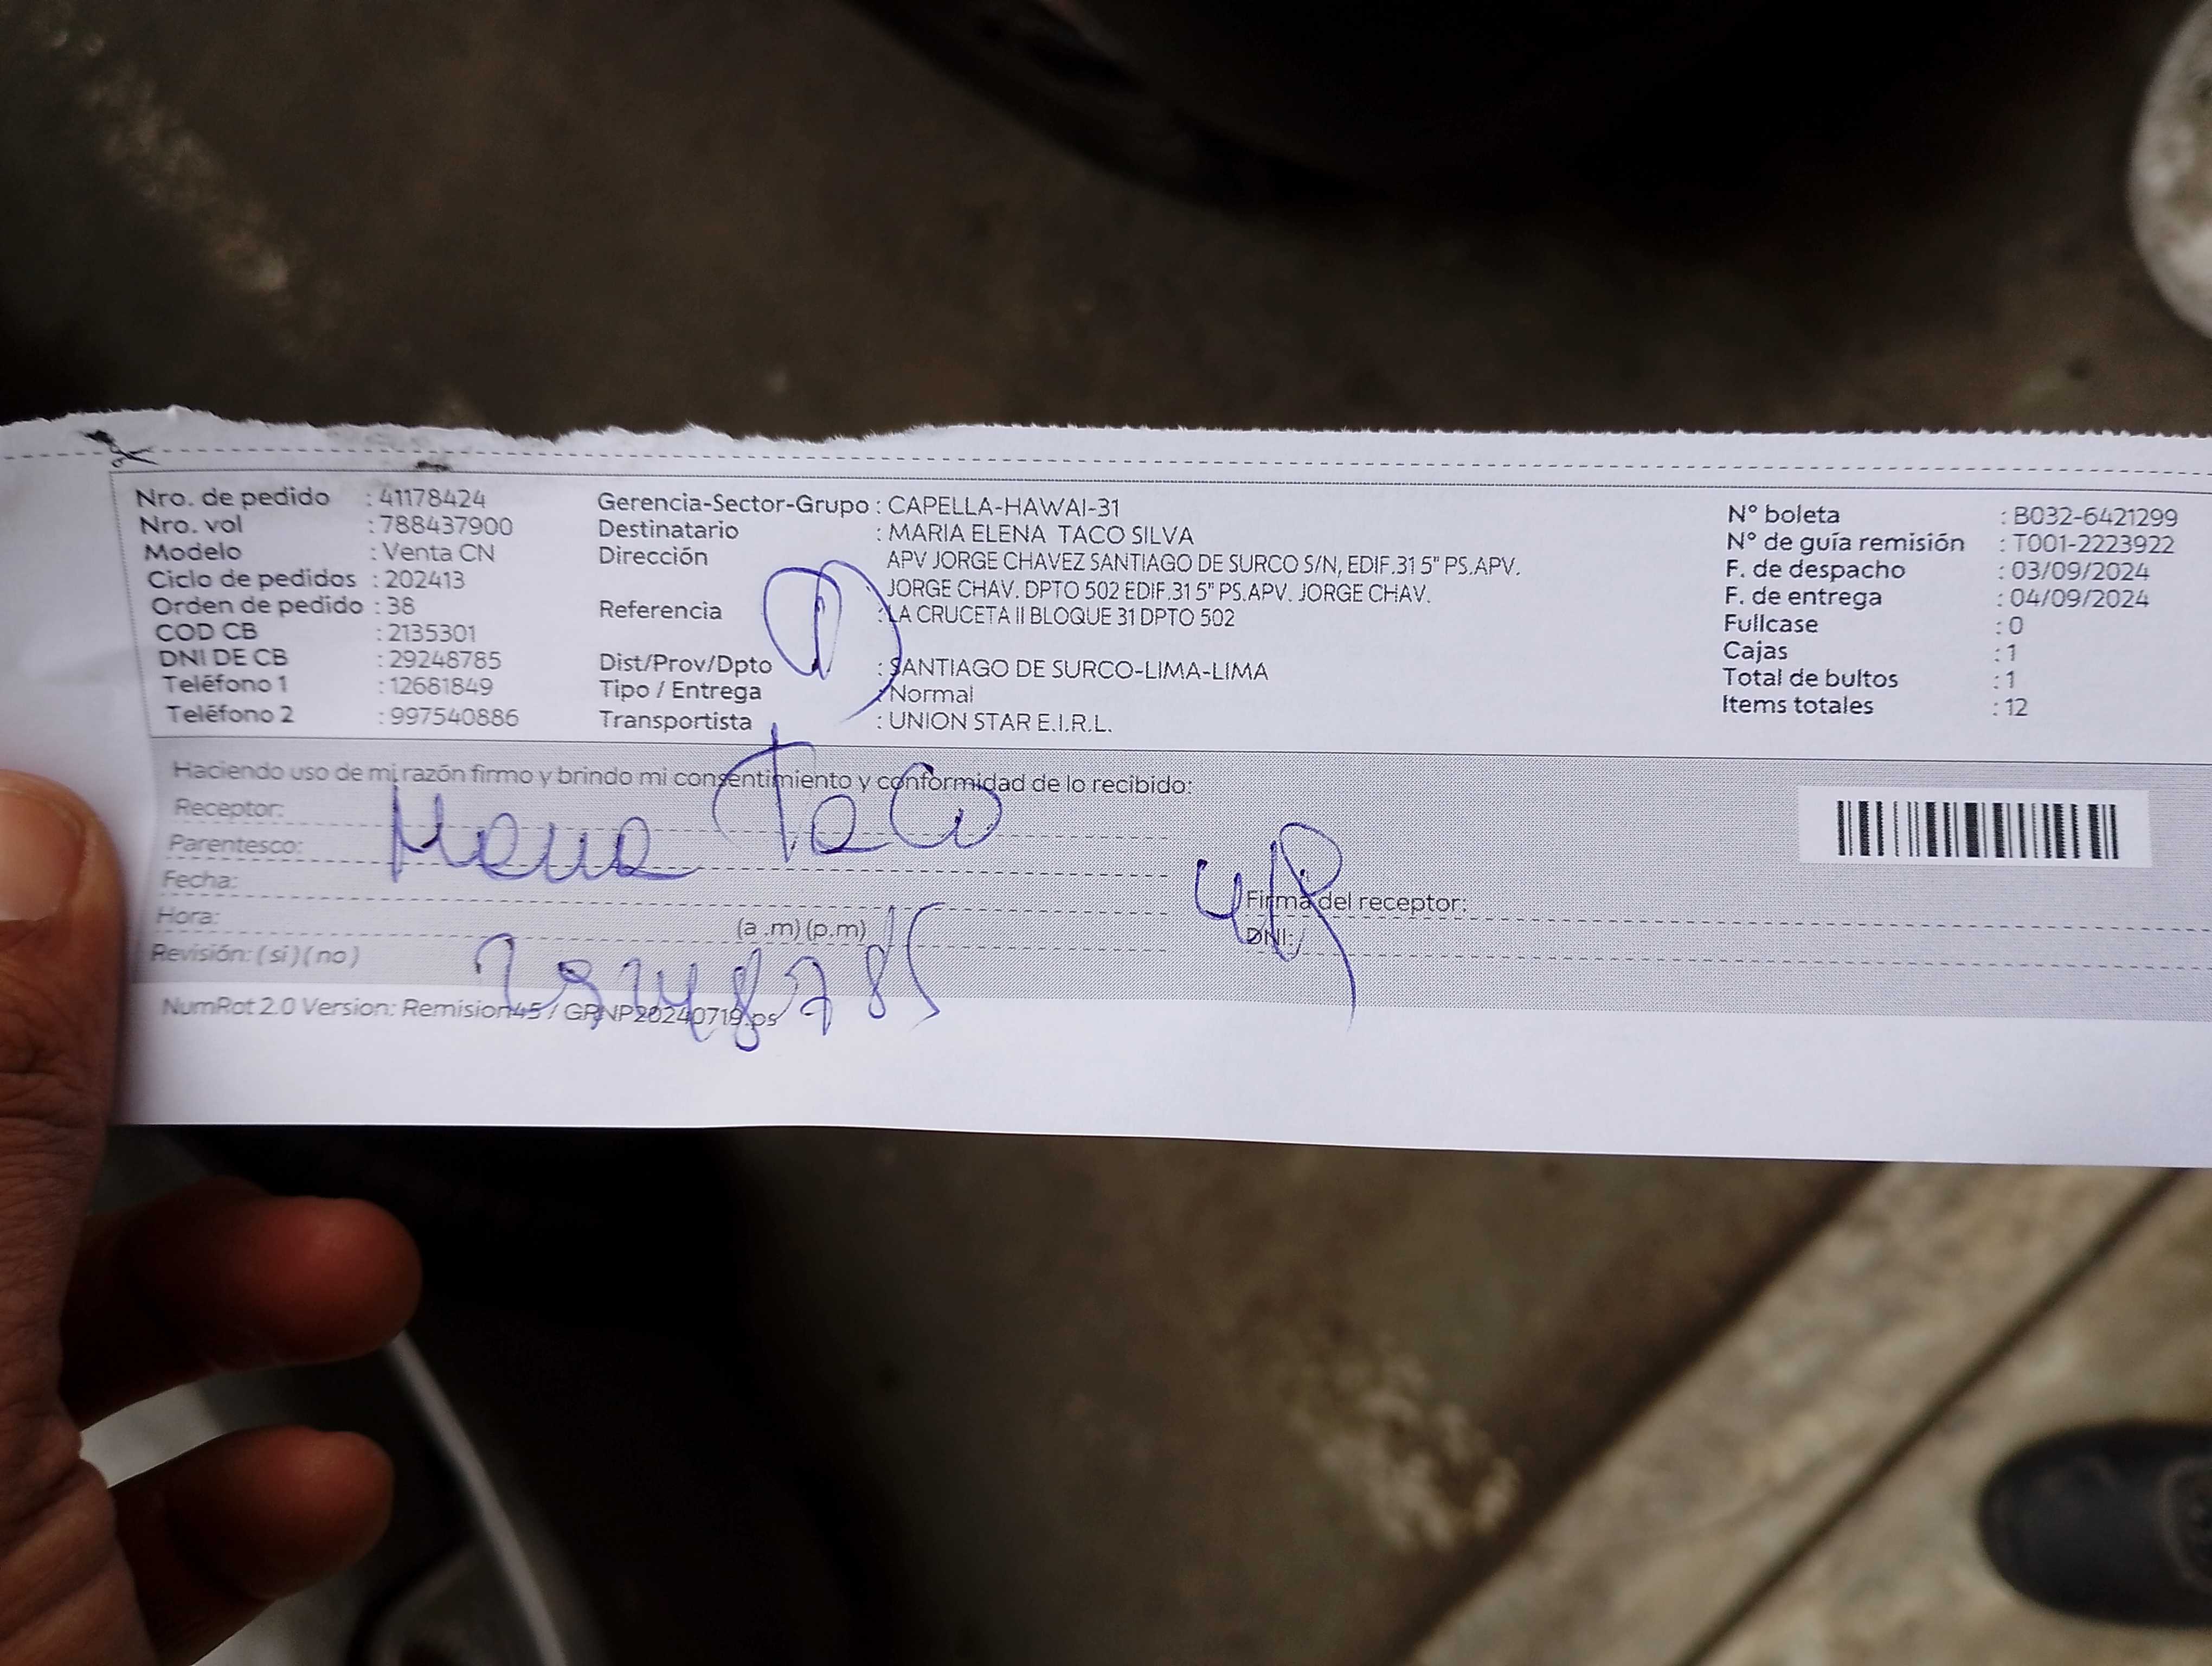 Nro. de pedido : 41178424
Nro. vol : 788437900
Modelo : Venta CN
Ciclo de pedidos : 202413
Orden de pedido : 38
COD CB : 2135301
DNI DE CB : 29248785
Teléfono 1 : 12681849
Teléfono 2 : 997540886
Gerencia-Sector-Grupo : CAPELLA-HAWAI-31
Destinatario : MARIA ELENA TACO SILVA
Dirección : APV JORGE CHAVEZ SANTIAGO DE SURCO S/N, EDIF.31 5" PS.APV.
JORGE CHAV. DPTO 502 EDIF.31 5" PS.APV. JORGE CHAV.
Referencia : LA CRUCETA II BLOQUE 31 DPTO 502
Dist/Prov/Dpto : SANTIAGO DE SURCO-LIMA-LIMA
Tipo / Entrega : Normal
Transportista : UNION STAR E.I.R.L.
N° boleta : B032-6421299
N° de guía remisión : T001-2223922
F. de despacho : 03/09/2024
F. de entrega : 04/09/2024
Fullcase : 0
Cajas : 1
Total de bultos : 1
Items totales : 12
Haciendo uso de mi razón firmo y brindo mi consentimiento y conformidad de lo recibido:
Receptor:
Taco
Parentesco:
Fecha:
Hora: (a .m) (p.m)
Revisión: ( si ) ( no )
29248785
Firma del receptor:
DNI:
NumRot 2.0 Version: Remision45 / GRNP20240719.ps